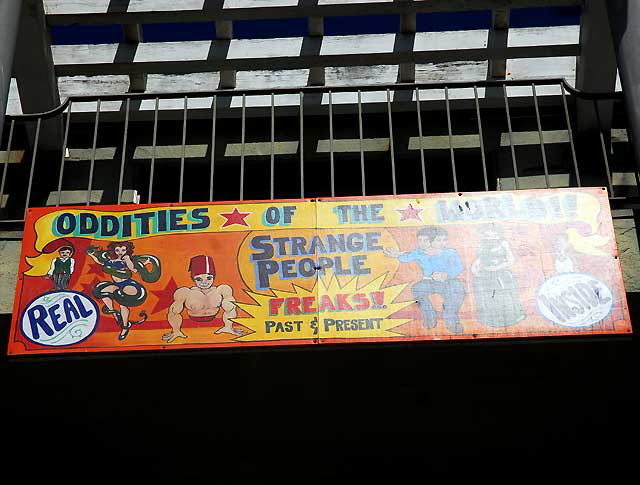 ODDITIES ★ OF THE ★ WORLD!!
STRANGE
PEOPLE
FREAKS!!
PAST & PRESENT
REAL
INSIDE